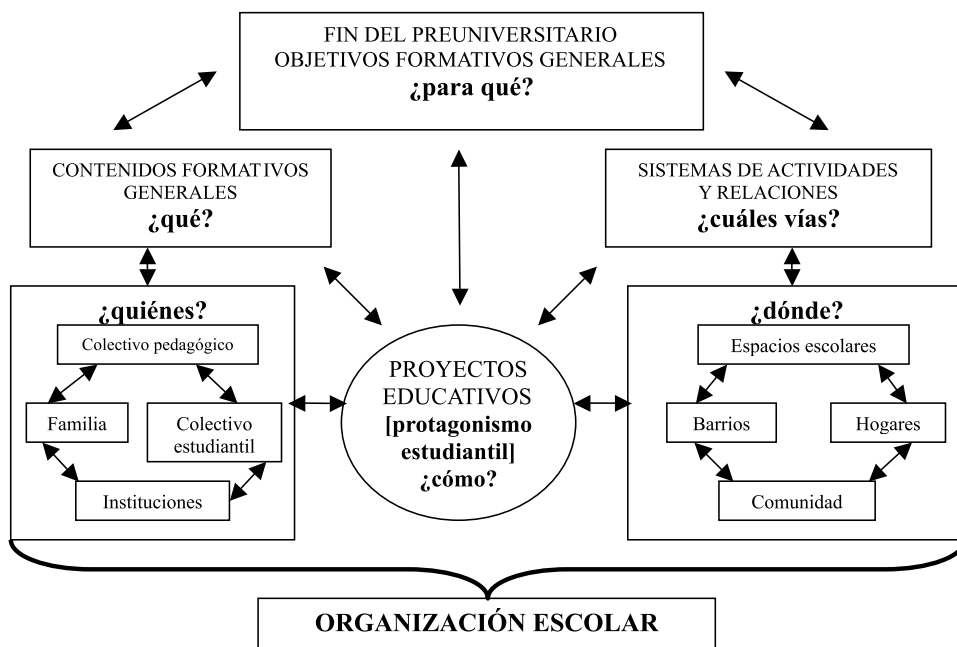 FIN DEL PREUNIVERSITARIO
OBJETIVOS FORMATIVOS GENERALES
¿para qué?
CONTENIDOS FORMATIVOS
GENERALES
¿qué?
SISTEMAS DE ACTIVIDADES
Y RELACIONES
¿cuáles vías?
¿quiénes?
Colectivo pedagógico
Familia
Colectivo
estudiantil
Instituciones
PROYECTOS
EDUCATIVOS
[protagonismo
estudiantil]
¿cómo?
¿dónde?
Espacios escolares
Barrios
Hogares
Comunidad
ORGANIZACIÓN ESCOLAR